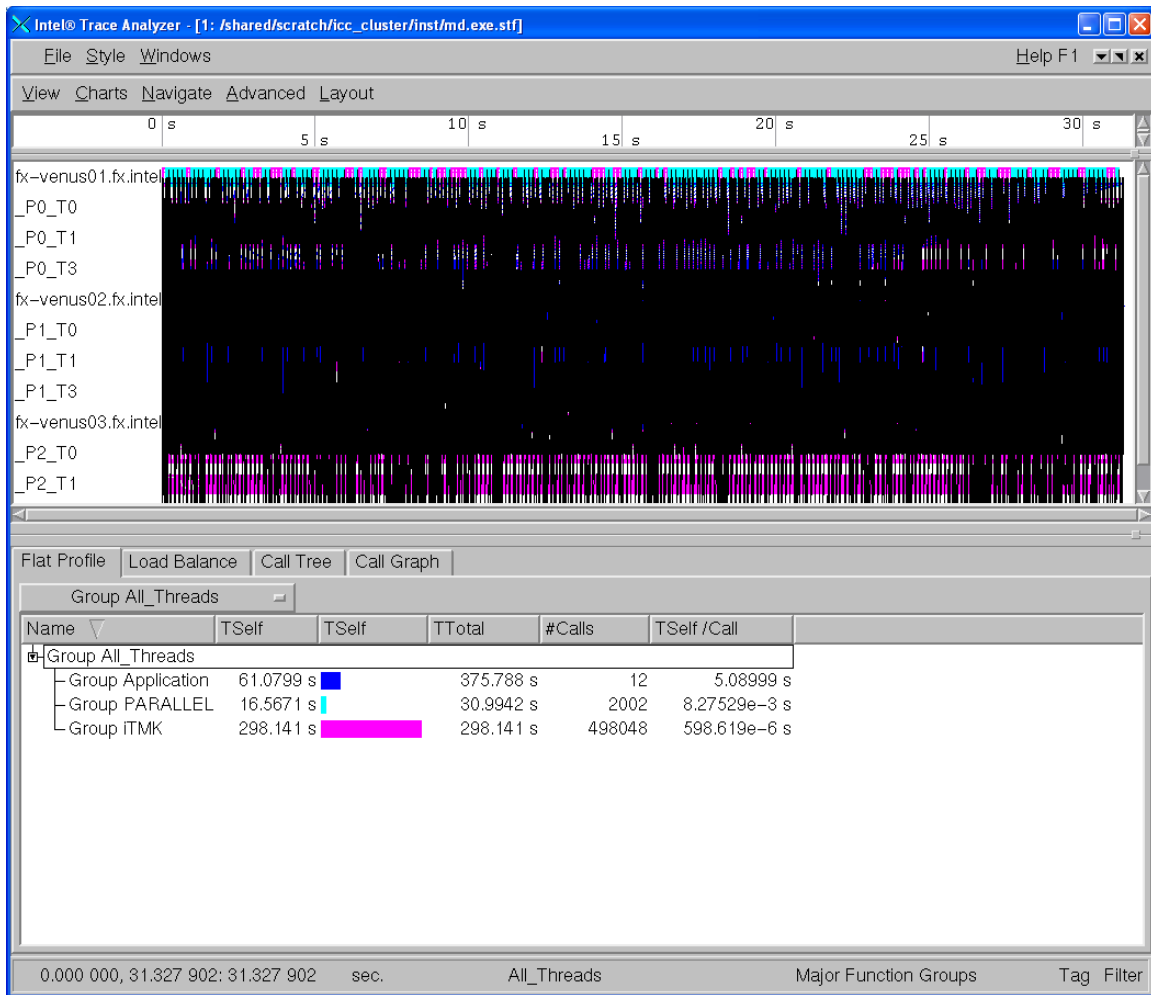 Intel® Trace Analyzer - [1: /shared/scratch/icc_cluster/inst/md.exe.stf]
File Style Windows Help F1
View Charts Navigate Advanced Layout
0 s 10 s 20 s 30 s
5 s 15 s 25 s
fx-venus01.fx.intel
_P0_T0
_P0_T1
_P0_T3
fx-venus02.fx.intel
_P1_T0
_P1_T1
_P1_T3
fx-venus03.fx.intel
_P2_T0
_P2_T1
Flat Profile Load Balance Call Tree Call Graph
Group All_Threads
Name TSelf TSelf TTotal #Calls TSelf /Call
Group All_Threads
Group Application 61.0799 s 375.788 s 12 5.08999 s
Group PARALLEL 16.5671 s 30.9942 s 2002 8.27529e-3 s
Group iTMK 298.141 s 298.141 s 498048 598.619e-6 s
0.000 000, 31.327 902: 31.327 902 sec. All_Threads Major Function Groups Tag Filter